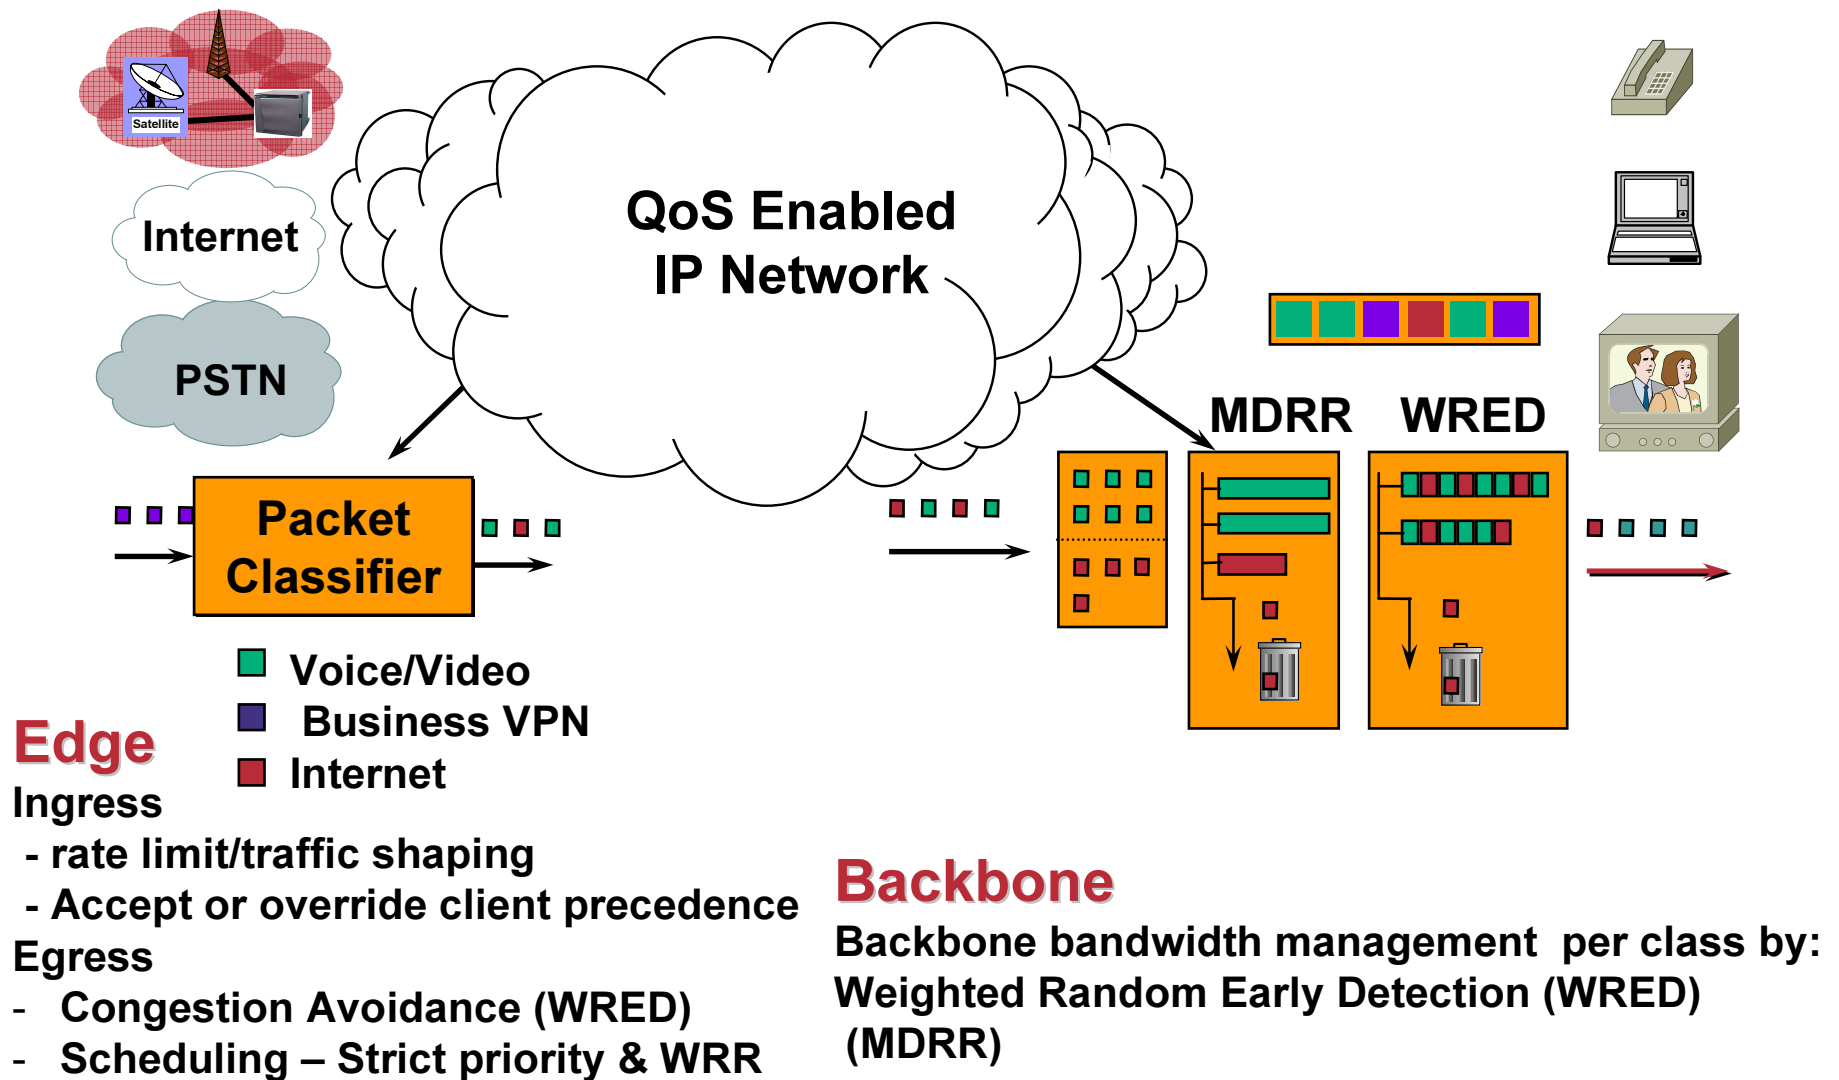 Satellite
Internet
PSTN
QoS Enabled
IP Network
MDRR
WRED
Packet
Classifier
Voice/Video
Business VPN
Internet
Edge
Ingress
- rate limit/traffic shaping
- Accept or override client precedence
Egress
- Congestion Avoidance (WRED)
- Scheduling – Strict priority & WRR
Backbone
Backbone bandwidth management per class by:
Weighted Random Early Detection (WRED)
(MDRR)